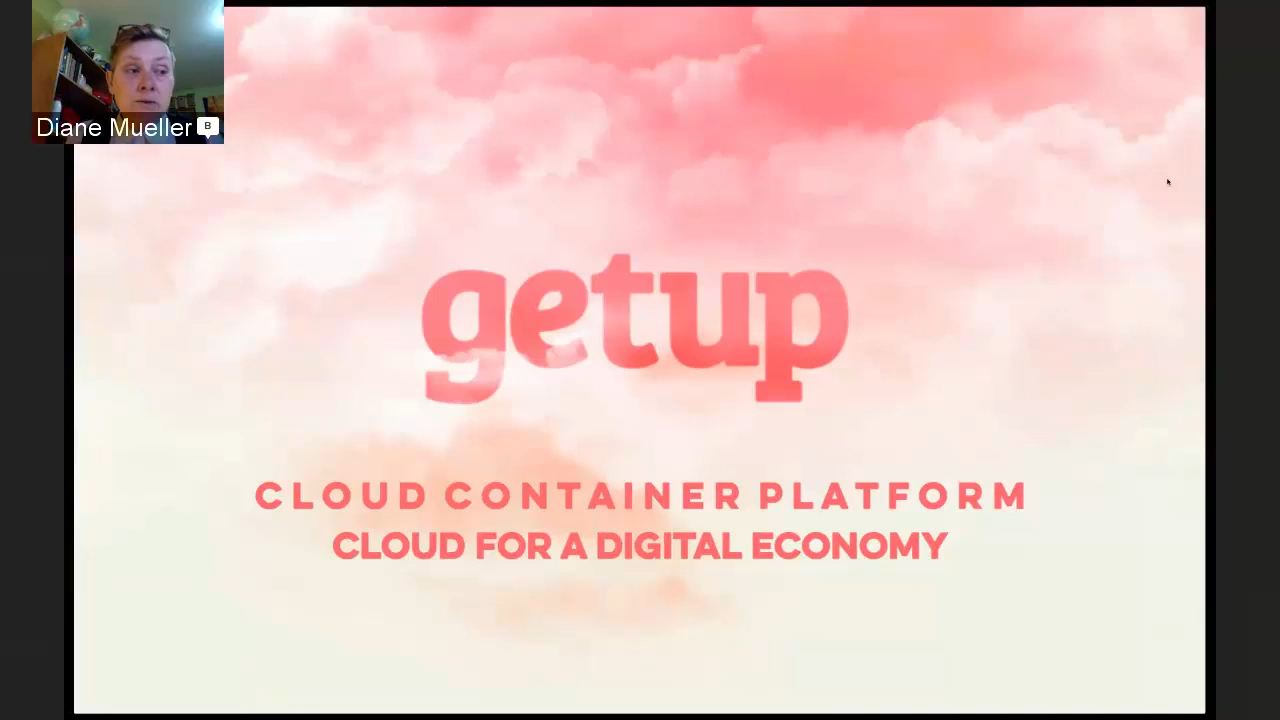 Diane Mueller B
getup
CLOUD CONTAINER PLATFORM
CLOUD FOR A DIGITAL ECONOMY